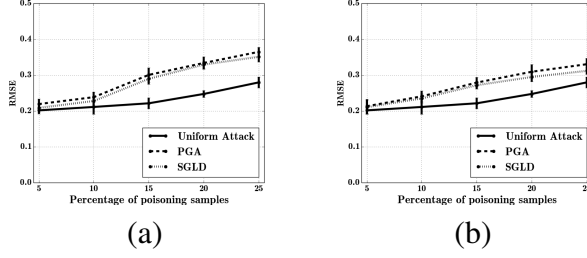 0.5
0.4
0.3
0.2
0.1
0.0
RMSE
Uniform Attack
PGA
SGLD
5 10 15 20 25
Percentage of poisoning samples
(a)
0.5
0.4
0.3
0.2
0.1
0.0
RMSE
Uniform Attack
PGA
SGLD
5 10 15 20 25
Percentage of poisoning samples
(b)